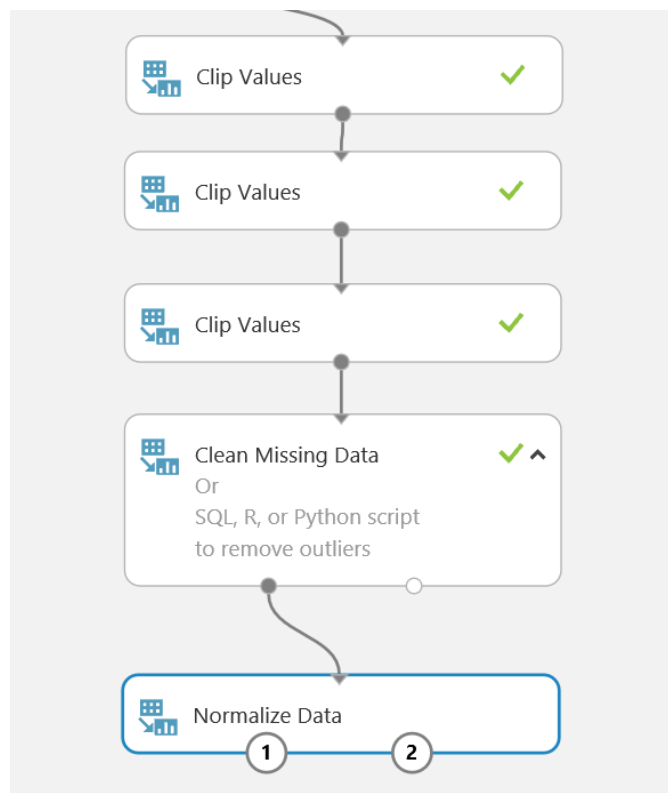 Clip Values
Clip Values
Clip Values
Clean Missing Data
Or
SQL, R, or Python script
to remove outliers
Normalize Data
1
2